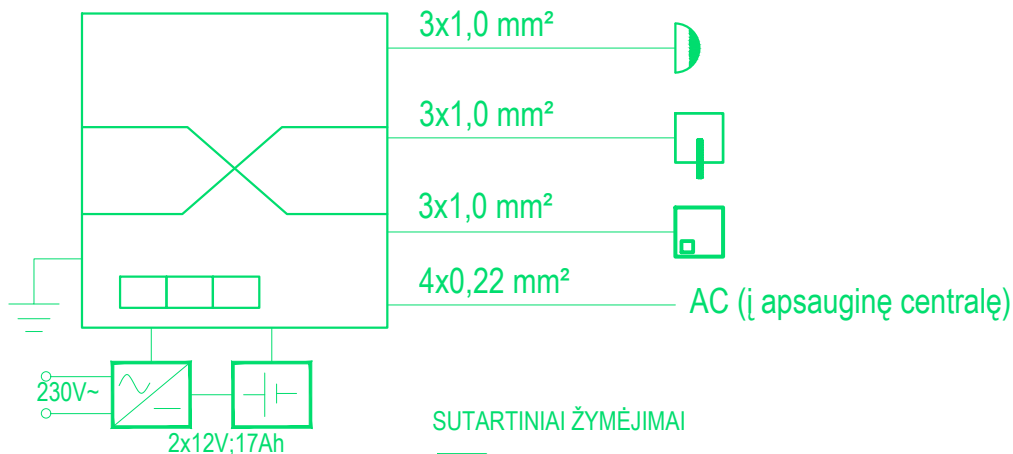 3x1,0 mm²
3x1,0 mm²
3x1,0 mm²
4x0,22 mm²
AC (į apsauginę centralę)
230V~
2x12V;17Ah
SUTARTINIAI ŽYMĖJIMAI